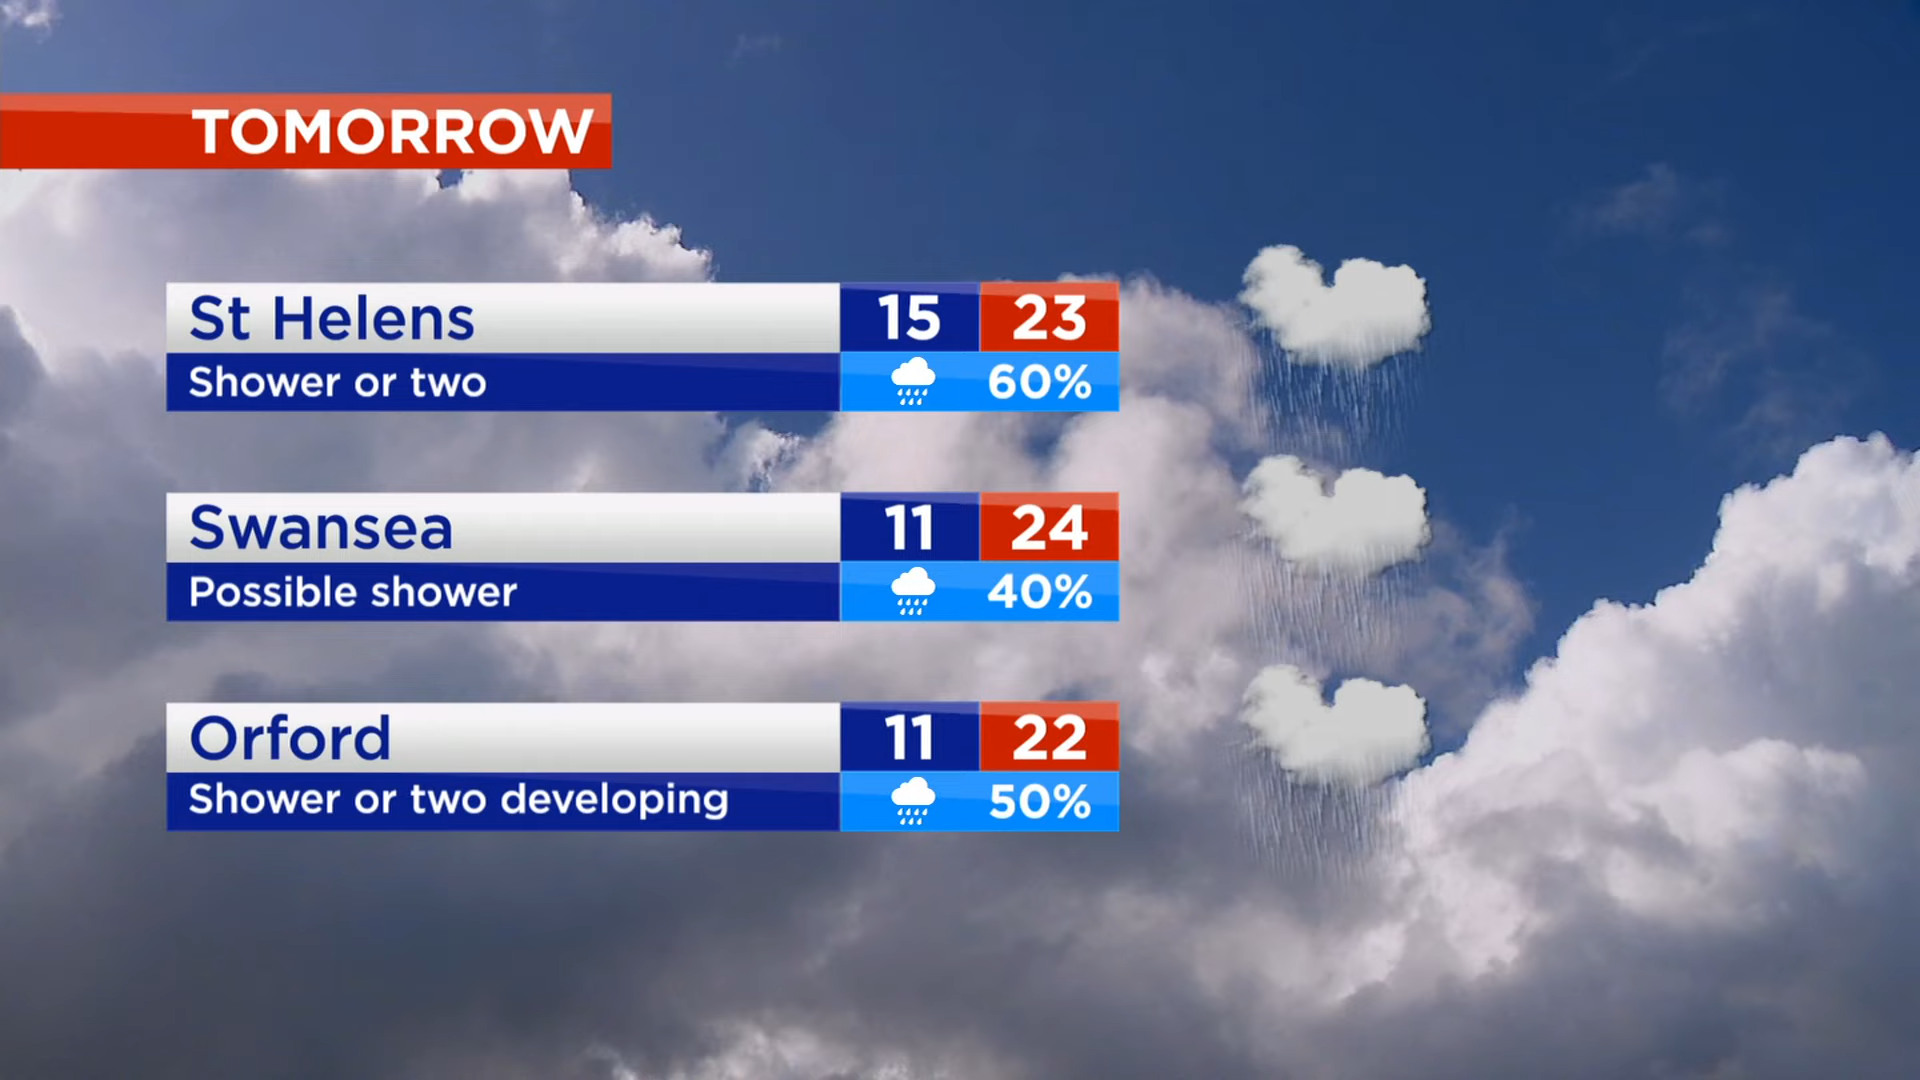 TOMORROW
St Helens 15 23
Shower or two 60%
Swansea 11 24
Possible shower 40%
Orford 11 22
Shower or two developing 50%